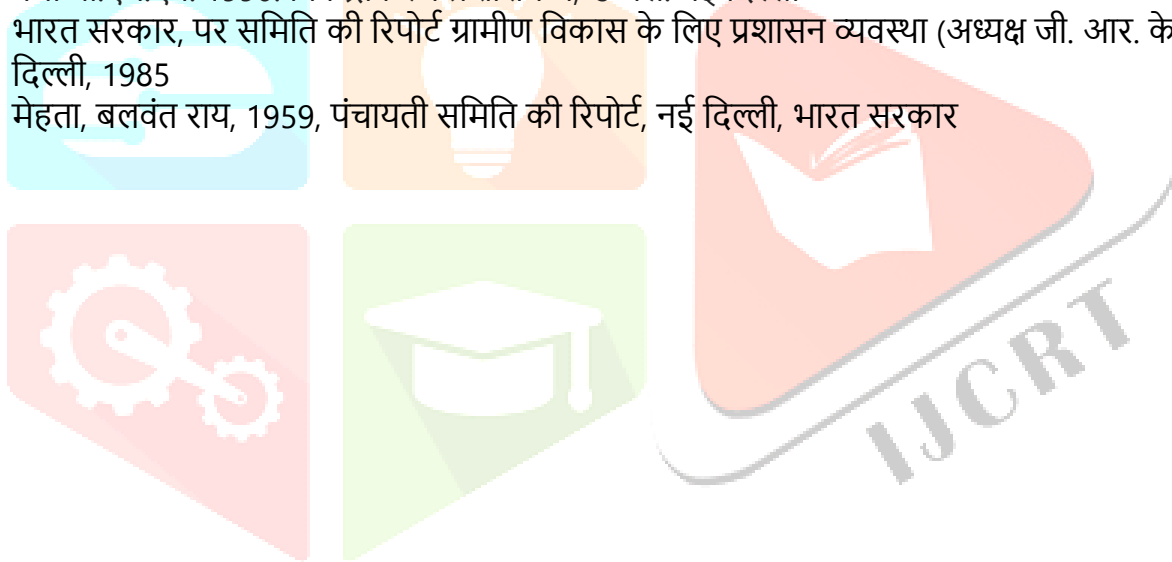 भारत सरकार, पर समिति की रिपोर्ट ग्रामीण विकास के लिए प्रशासन व्यवस्था (अध्यक्ष जी. आर. के
दिल्ली, 1985
मेहता, बलवंत राय, 1959, पंचायती समिति की रिपोर्ट, नई दिल्ली, भारत सरकार
IJCRT